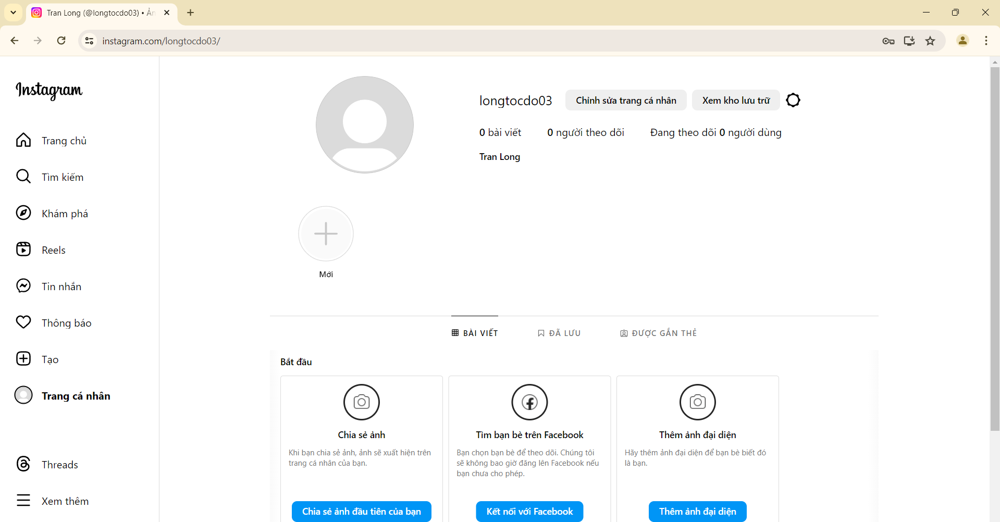 Tran Long (@longtocdo03) • Ản
instagram.com/longtocdo03/
Instagram
Trang chủ
Tìm kiếm
Khám phá
Reels
Tin nhắn
Thông báo
Tạo
Trang cá nhân
Threads
Xem thêm
longtocdo03
Chỉnh sửa trang cá nhân
Xem kho lưu trữ
0 bài viết
0 người theo dõi
Đang theo dõi 0 người dùng
Tran Long
Mới
BÀI VIẾT
ĐÃ LƯU
ĐƯỢC GẮN THẺ
Bắt đầu
Chia sẻ ảnh
Khi bạn chia sẻ ảnh, ảnh sẽ xuất hiện trên
trang cá nhân của bạn.
Chia sẻ ảnh đầu tiên của bạn
Tìm bạn bè trên Facebook
Bạn chọn bạn bè để theo dõi. Chúng tôi
sẽ không bao giờ đăng lên Facebook nếu
bạn chưa cho phép.
Kết nối với Facebook
Thêm ảnh đại diện
Hãy thêm ảnh đại diện để bạn bè biết đó
là bạn.
Thêm ảnh đại diện